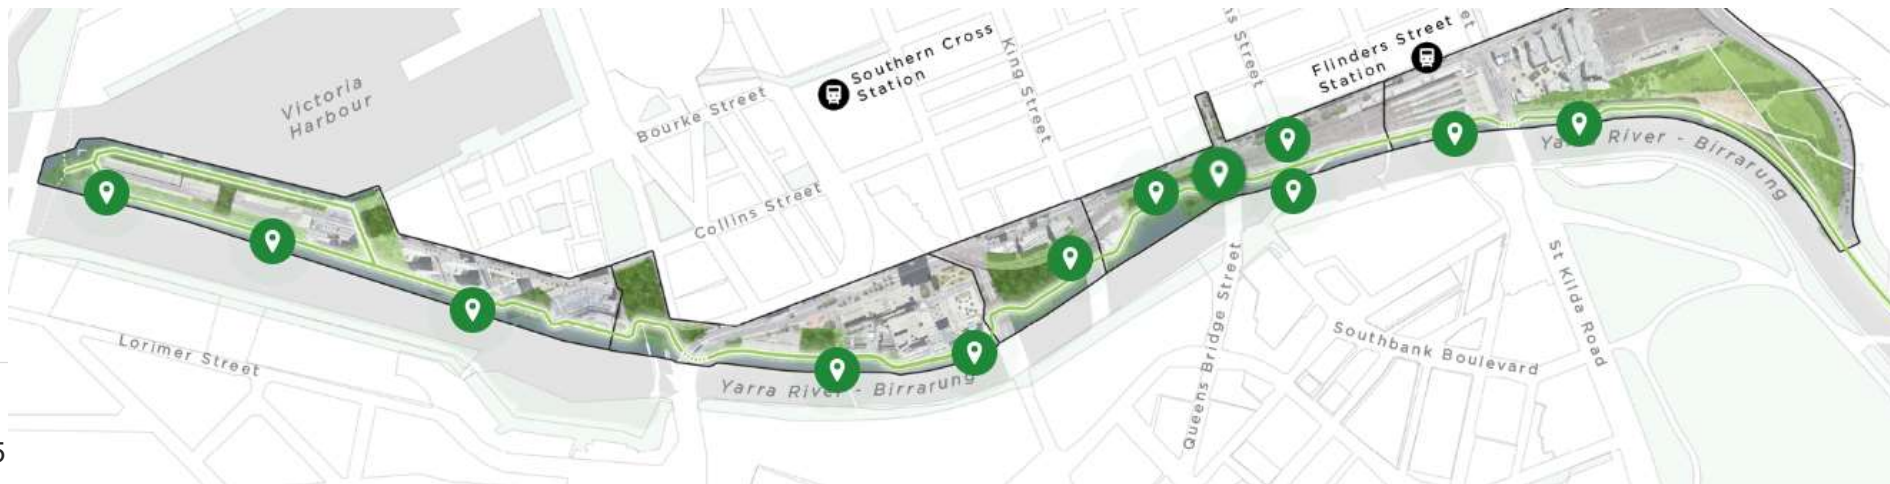 Victoria
Harbour
Bourke Street
Southern Cross
Station
King Street
Collins Street
Flinders Street
Station
Yarra River - Birrarung
Lorimer Street
Yarra River - Birrarung
Queens Bridge Street
Southbank Boulevard
St Kilda Road
Street